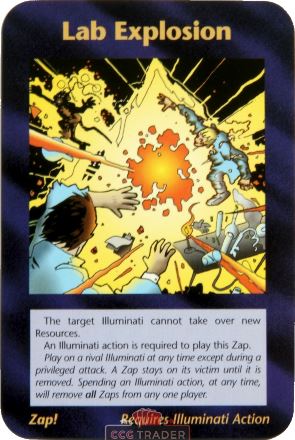 Lab Explosion
The target Illuminati cannot take over new
Resources.
An Illuminati action is required to play this Zap.
Play on a rival Illuminati at any time except during a
privileged attack. A Zap stays on its victim until it is
removed. Spending an Illuminati action, at any time,
will remove all Zaps from any one player.
Zap! Requires Illuminati Action
CCG TRADER